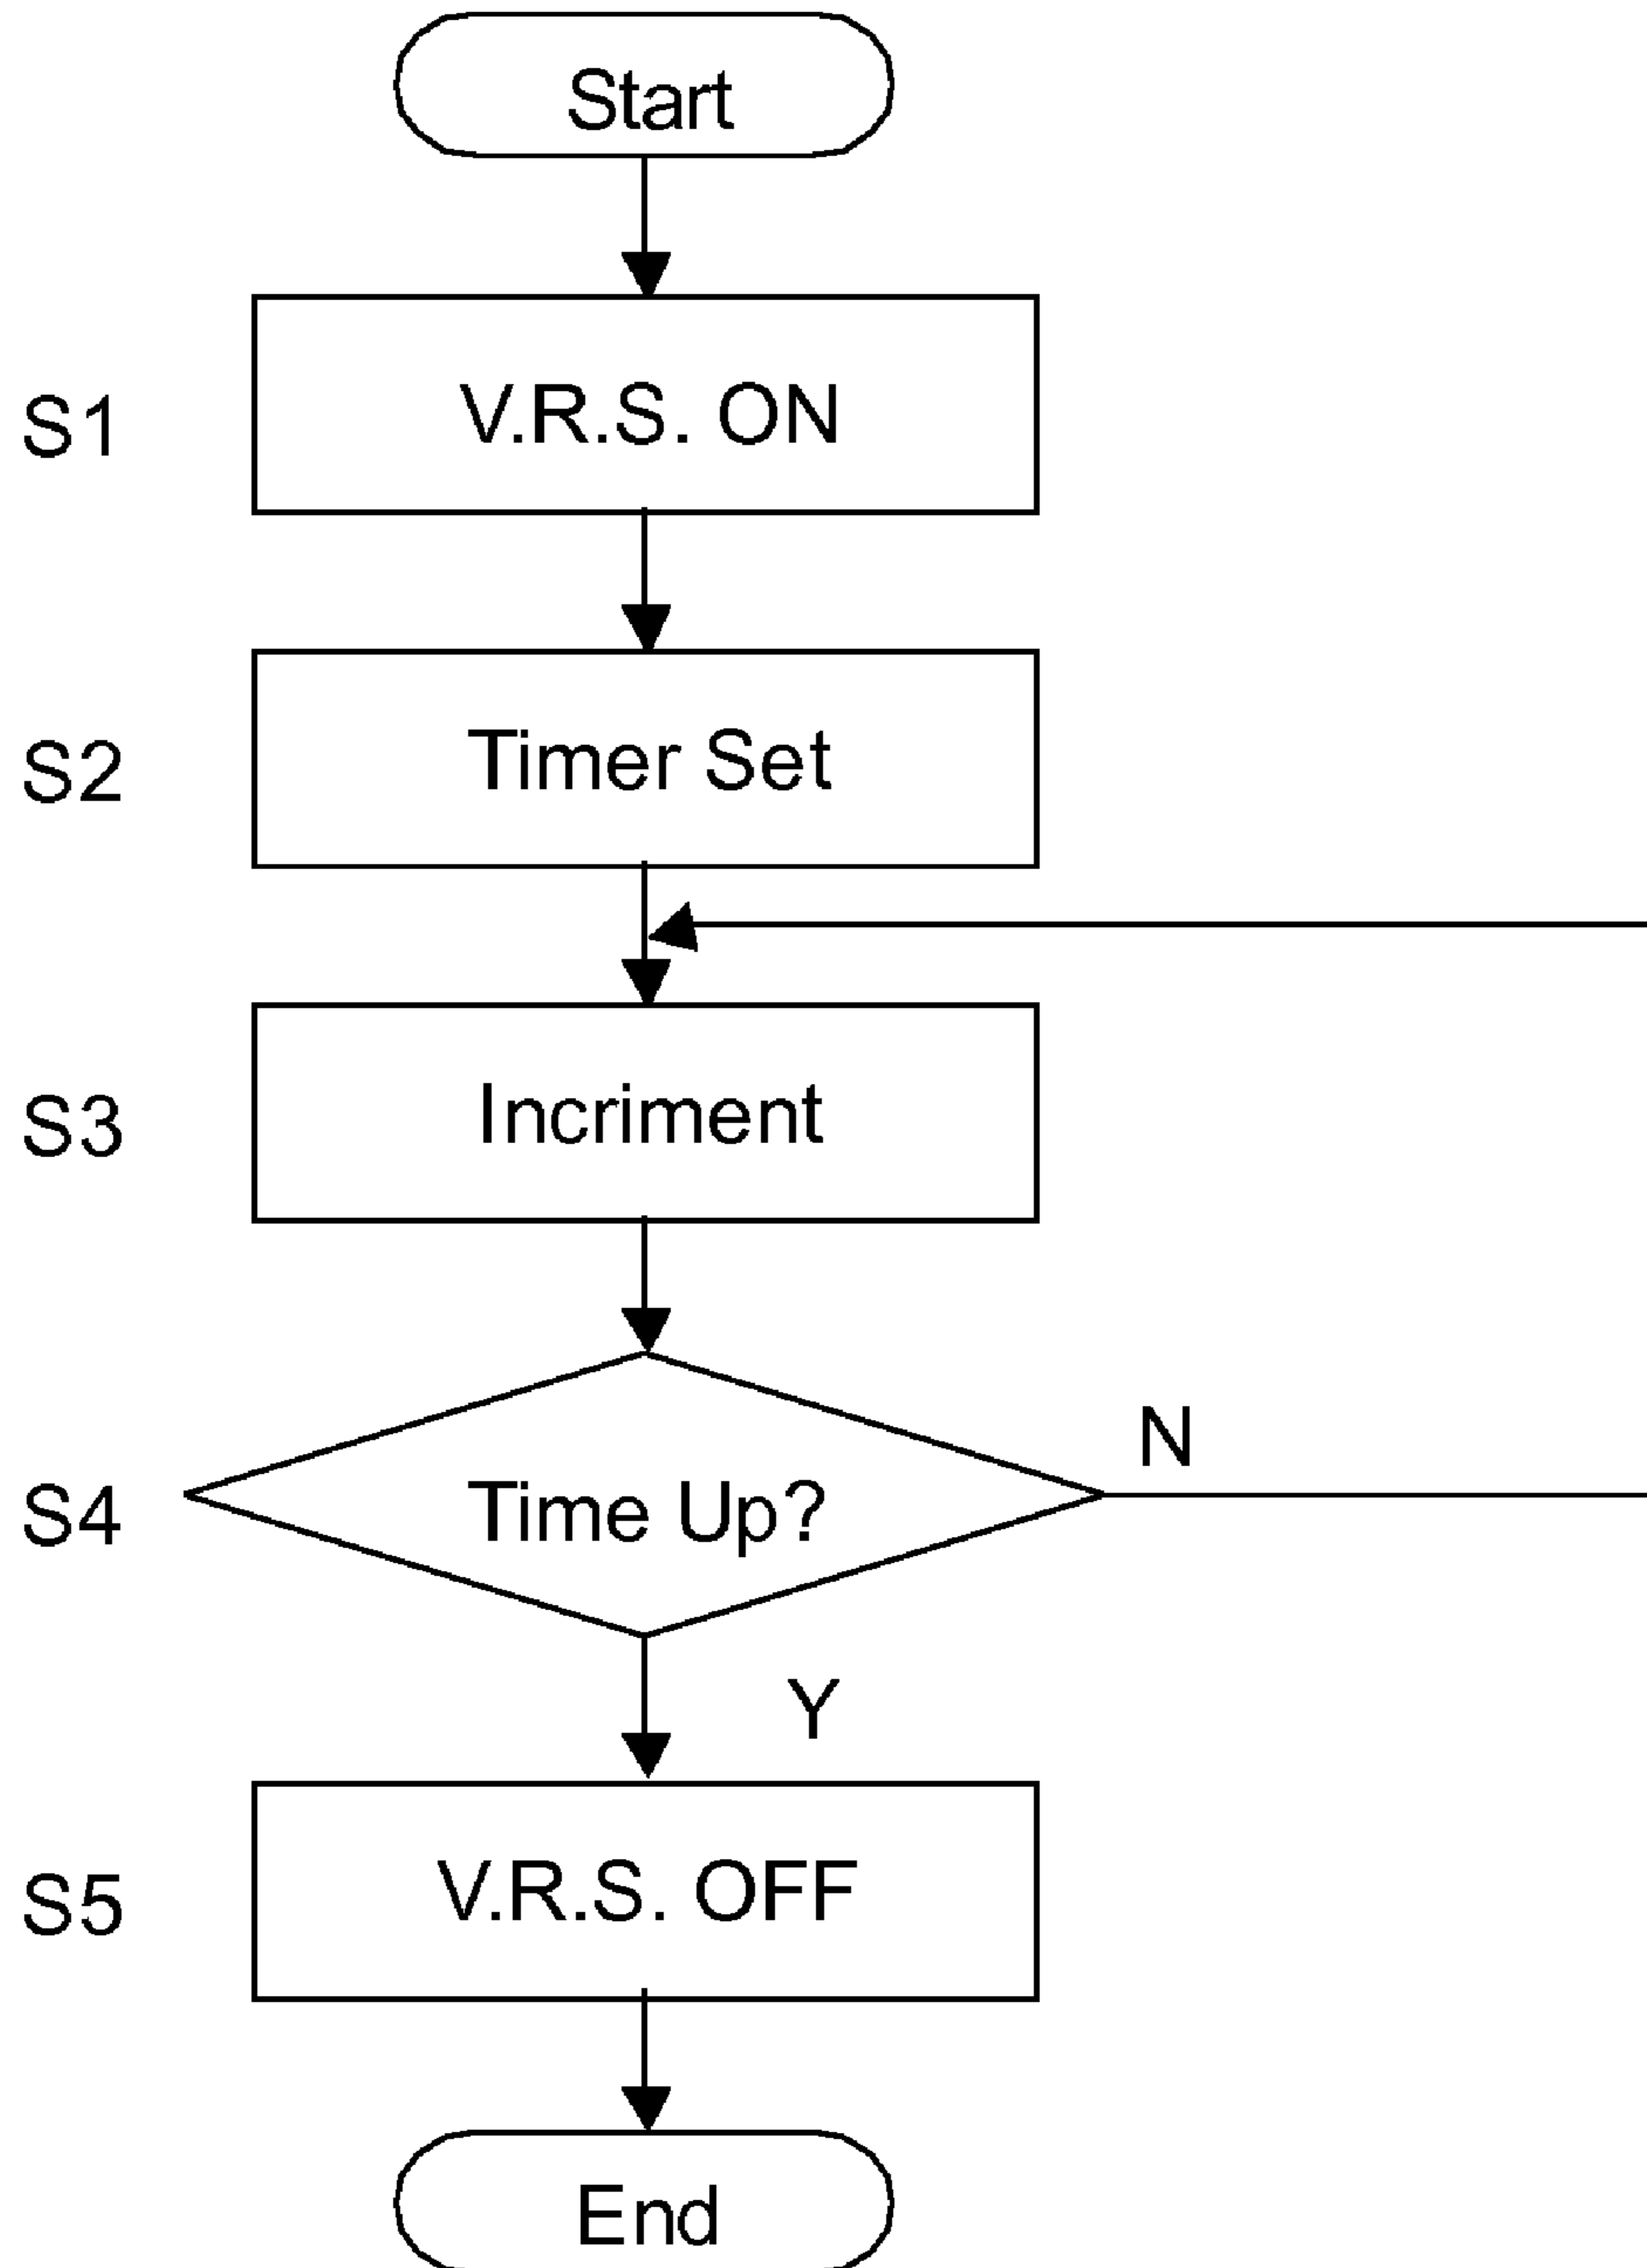 Start
S1
V.R.S. ON
S2
Timer Set
S3
Incriment
S4
Time Up?
N
Y
S5
V.R.S. OFF
End